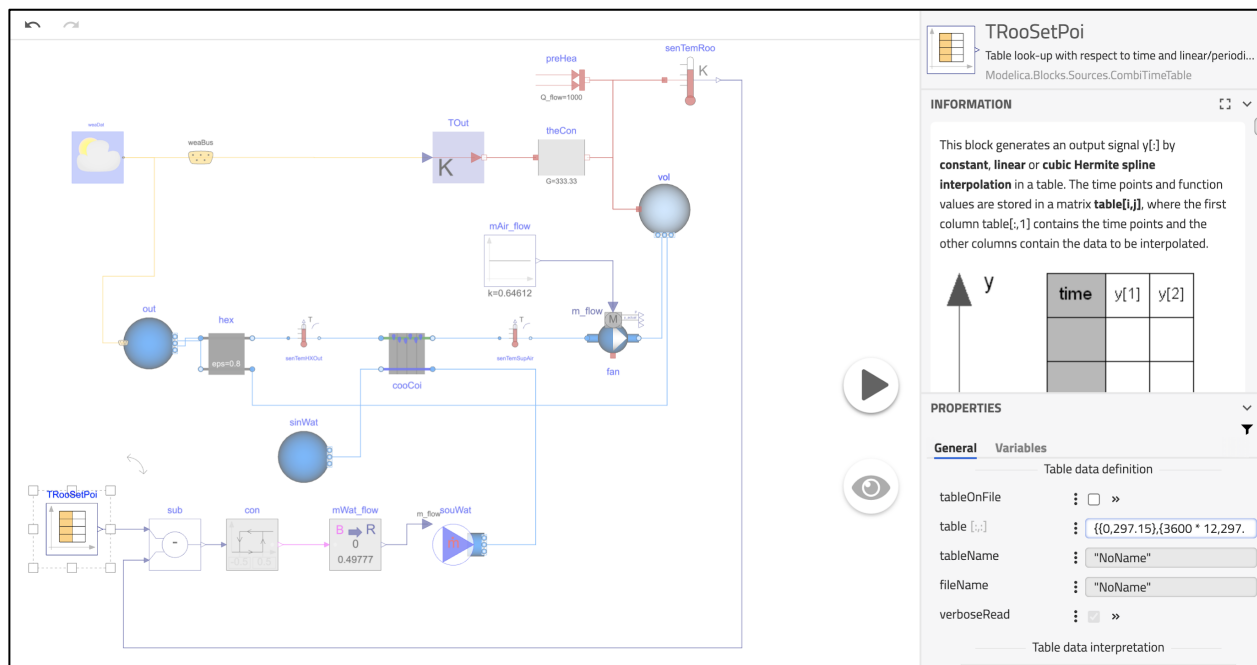 senTemRoo
preHea
K
Q_flow=1000
weaDat
weaBus
TOut
K
theCon
G=333.33
vol
mAir_flow
k=0.64612
m_flow
M
out
hex
eps=0.8
T
senTemHXOut
T
senTemSupAir
fan
cooCoi
sinWat
TRooSetPoi
sub
-
con
0.5 0.5
mWat_flow
B R
0
0.49777
m_flow
souWat
TRooSetPoi
Table look-up with respect to time and linear/periodi...
Modelica.Blocks.Sources.CombiTimeTable
INFORMATION
This block generates an output signal y[:] by
constant, linear or cubic Hermite spline
interpolation in a table. The time points and function
values are stored in a matrix table[i,j], where the first
column table[:,1] contains the time points and the
other columns contain the data to be interpolated.
y
time y[1] y[2]
PROPERTIES
General Variables
Table data definition
tableOnFile
table [:,:] {{0,297.15},{3600 * 12,297.
tableName "NoName"
fileName "NoName"
verboseRead
Table data interpretation